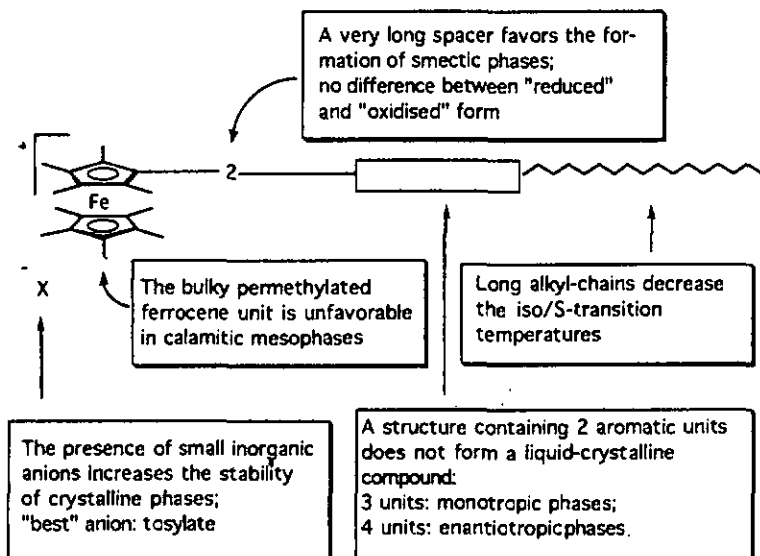 A very long spacer favors the for-
mation of smectic phases;
no difference between "reduced"
and "oxidised" form
+
2
Fe
-
X
The bulky permethylated
ferrocene unit is unfavorable
in calamitic mesophases
Long alkyl-chains decrease
the iso/S-transition
temperatures
The presence of small inorganic
anions increases the stability
of crystalline phases;
"best" anion: tosylate
A structure containing 2 aromatic units
does not form a liquid-crystalline
compound:
3 units: monotropic phases;
4 units: enantiotropicphases.